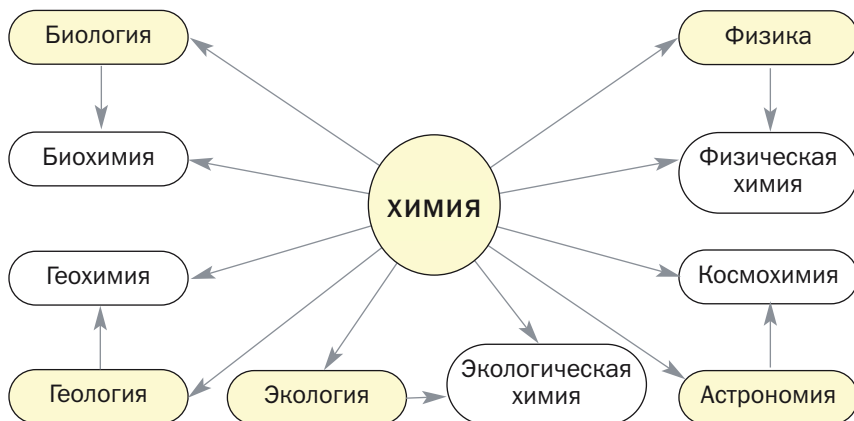 Биология
Физика
Биохимия
Физическая
химия
химия
Геохимия
Космохимия
Геология
Экология
Экологическая
химия
Астрономия